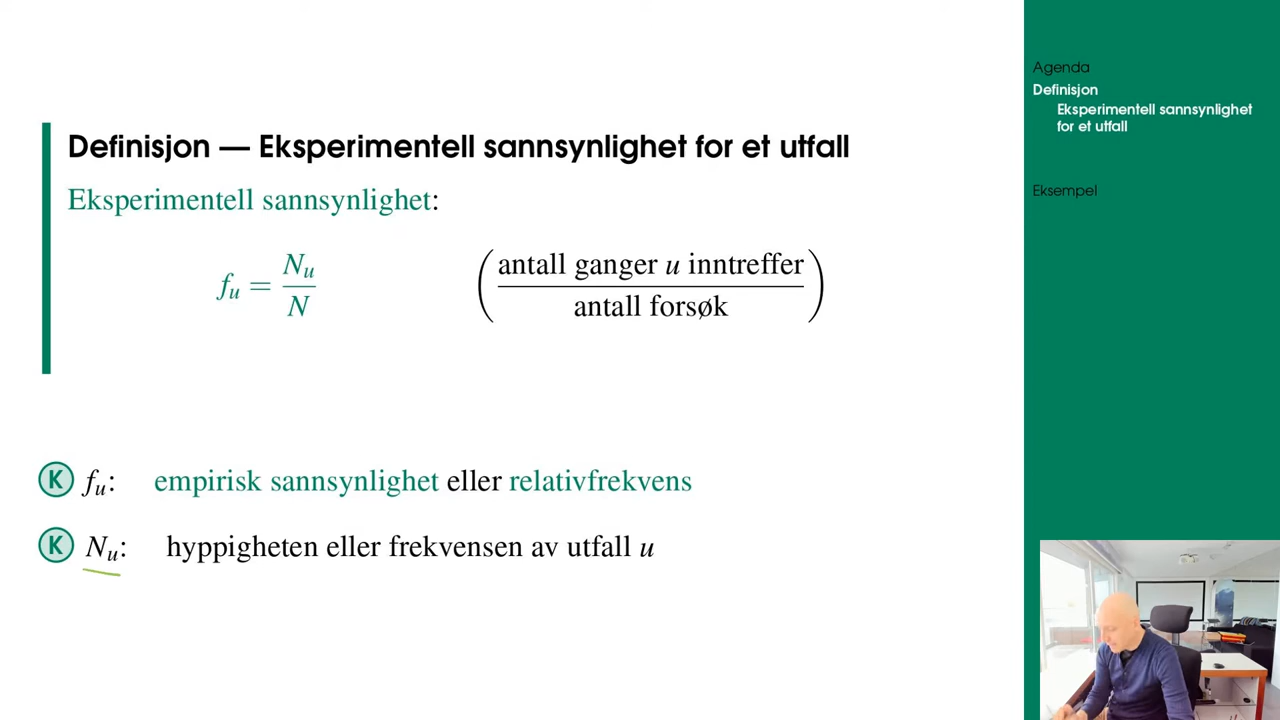 Definisjon — Eksperimentell sannsynlighet for et utfall
Eksperimentell sannsynlighet:
f_u = N_u / N (antall ganger u inntreffer / antall forsøk)
K f_u: empirisk sannsynlighet eller relativfrekvens
K N_u: hyppigheten eller frekvensen av utfall u
Agenda
Definisjon
Eksperimentell sannsynlighet
for et utfall
Eksempel